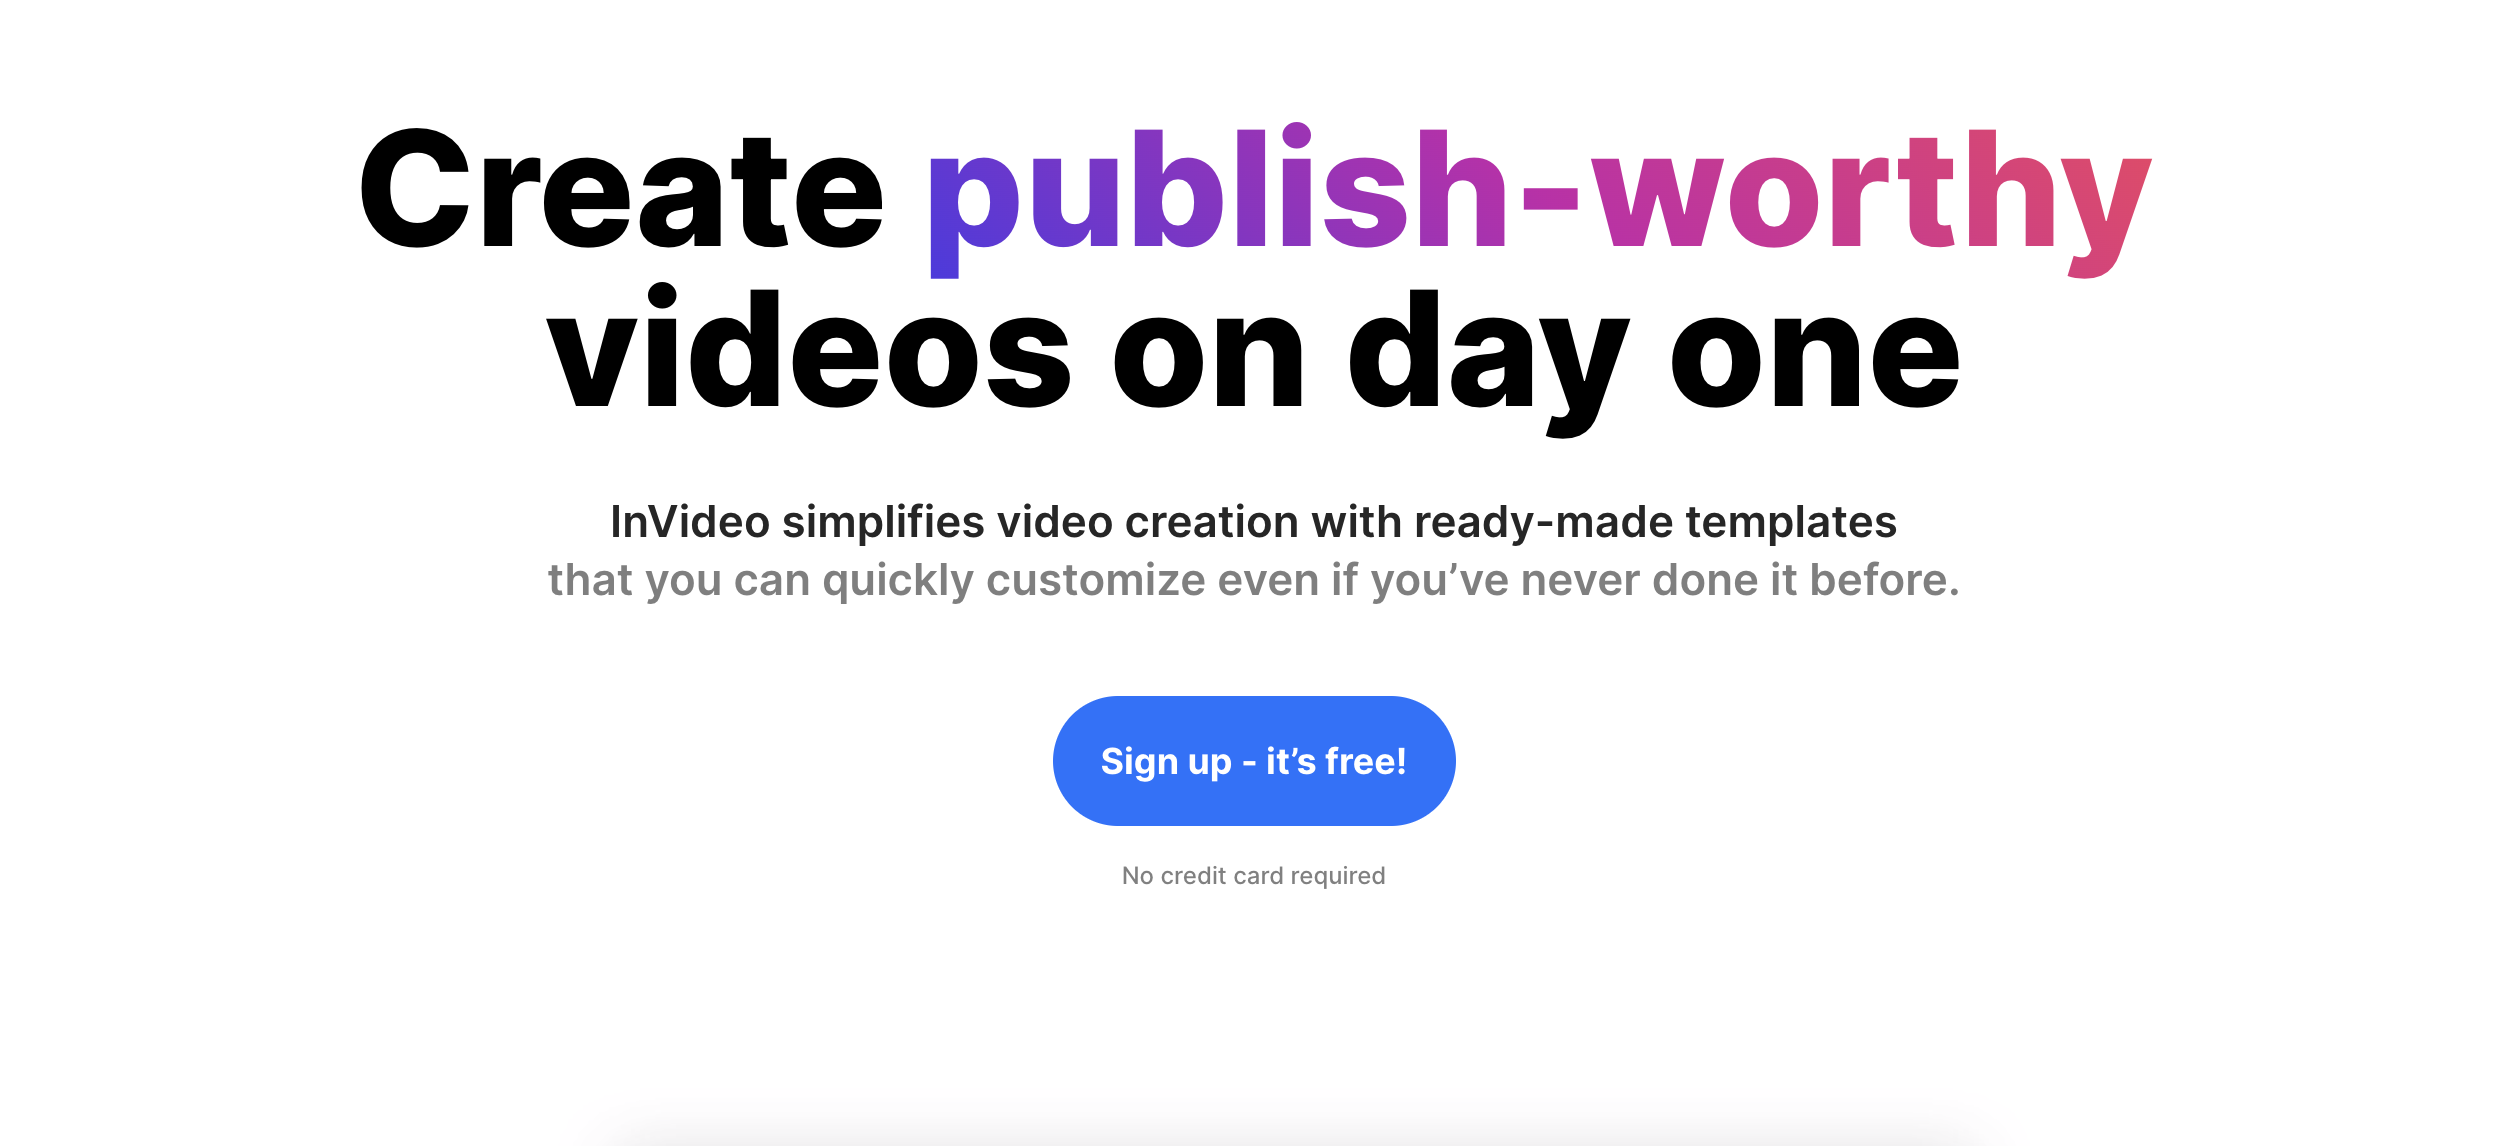 Create publish-worthy
videos on day one
InVideo simplifies video creation with ready-made templates
that you can quickly customize even if you’ve never done it before.
Sign up - it’s free!
No credit card required